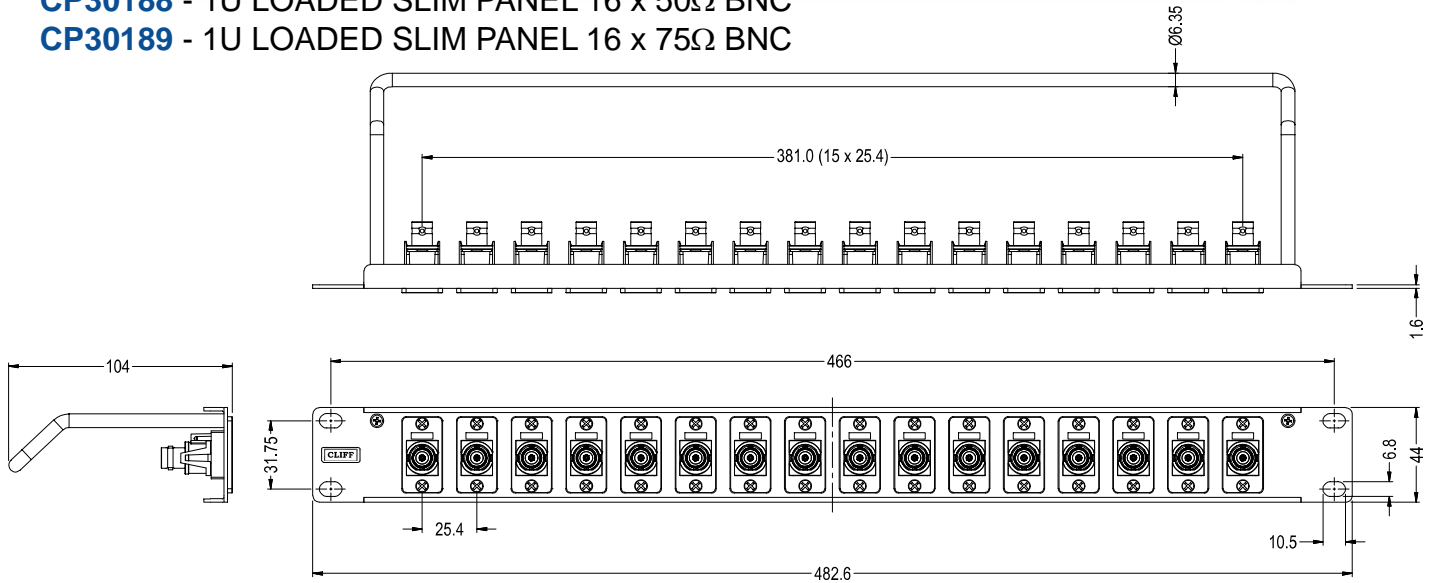 CP30188 - 1U LOADED SLIM PANEL 16 x 50Ω BNC
CP30189 - 1U LOADED SLIM PANEL 16 x 75Ω BNC
Ø6.35
381.0 (15 x 25.4)
1.6
104
466
31.75
CLIFF
6.8
44
25.4
10.5
482.6